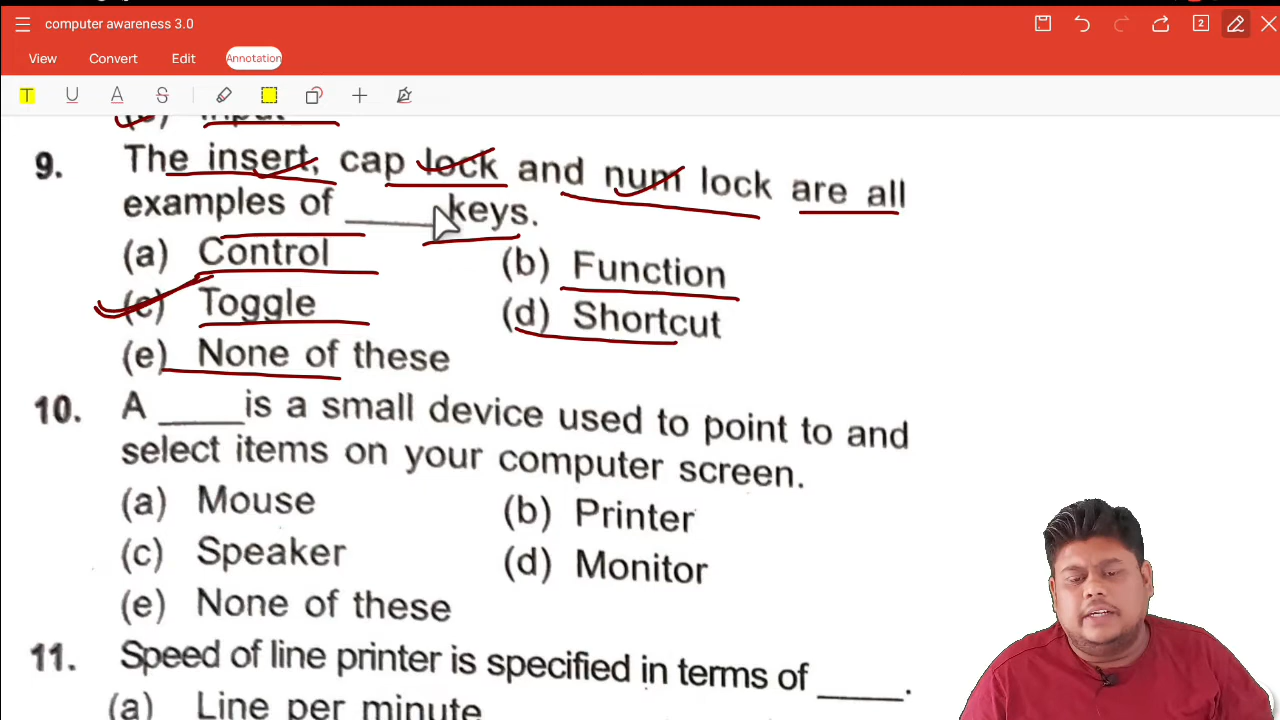 computer awareness 3.0
2
View Convert Edit Annotation
T U A S
Input
9. The insert, cap lock and num lock are all
examples of _____ keys.
(a) Control (b) Function
(c) Toggle (d) Shortcut
(e) None of these
10. A ____ is a small device used to point to and
select items on your computer screen.
(a) Mouse (b) Printer
(c) Speaker (d) Monitor
(e) None of these
11. Speed of line printer is specified in terms of _____.
(a) Line per minute